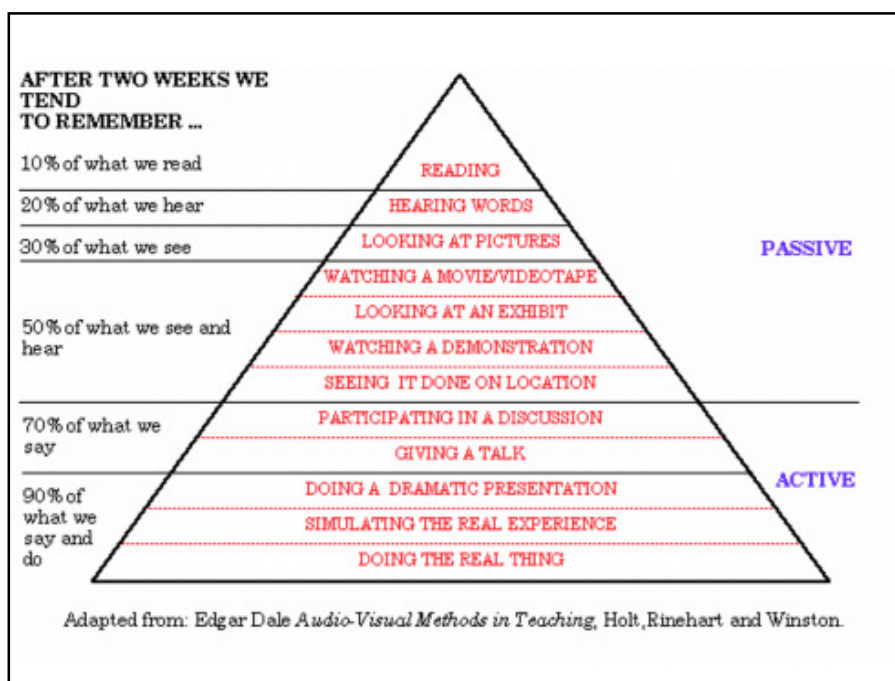 AFTER TWO WEEKS WE
TEND
TO REMEMBER ...
10% of what we read
READING
20% of what we hear
HEARING WORDS
30% of what we see
LOOKING AT PICTURES
PASSIVE
WATCHING A MOVIE/VIDEOTAPE
LOOKING AT AN EXHIBIT
50% of what we see and
hear
WATCHING A DEMONSTRATION
SEEING IT DONE ON LOCATION
70% of what we
say
PARTICIPATING IN A DISCUSSION
GIVING A TALK
ACTIVE
90% of
what we
say and
do
DOING A DRAMATIC PRESENTATION
SIMULATING THE REAL EXPERIENCE
DOING THE REAL THING
Adapted from: Edgar Dale Audio-Visual Methods in Teaching, Holt,Rinehart and Winston.